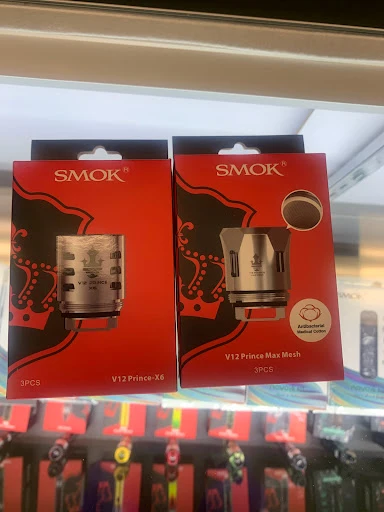 SMOK®
V12 Prince-X6
3PCS
SMOK®
Antibacterial
Medical Cotton
V12 Prince Max Mesh
3PCS